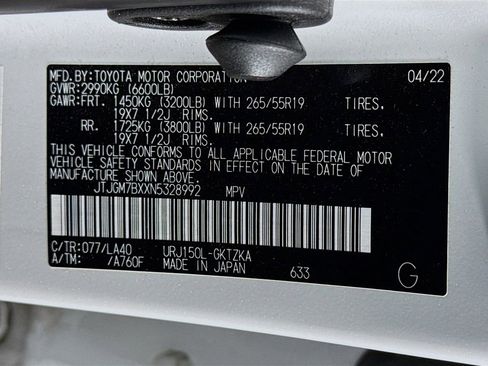 MFD.BY:TOYOTA MOTOR CORPORATION 04/22
GVWR:2990KG (6600LB)
GAWR:FRT. 1450KG (3200LB) WITH 265/55R19 TIRES.
19X7 1/2J RIMS.
RR. 1725KG (3800LB) WITH 265/55R19 TIRES.
19X7 1/2J RIMS.
THIS VEHICLE CONFORMS TO ALL APPLICABLE FEDERAL MOTOR
VEHICLE SAFETY STANDARDS IN EFFECT ON THE DATE OF
MANUFACTURE SHOWN ABOVE.
JTJGM7BXXN5328992 MPV
C/TR:077/LA40 URJ150L-GKTZKA
A/TM: /A760F MADE IN JAPAN 633 G